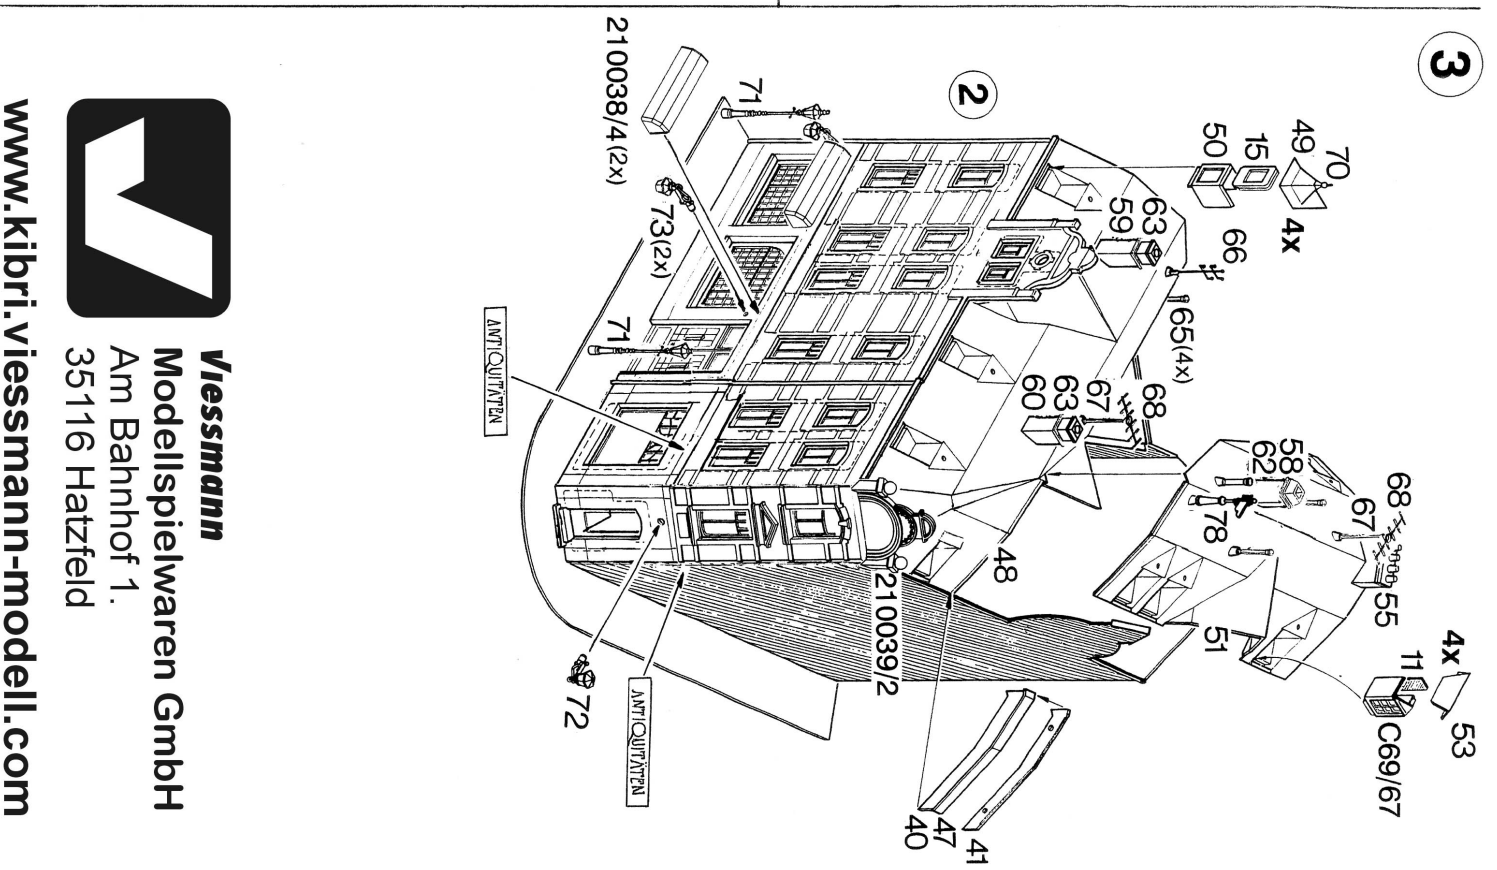 3
2
70
49
15
50
4x
66
63
59
65(4x)
68
67
63
60
58
62
78
68
67
55
51
4x
11
53
C69/67
48
210039/2
41
47
40
71
210038/4(2x)
73(2x)
71
ANTIQUITÄTEN
72
ANTIQUITÄTEN
Viessmann
Modellspielwaren GmbH
Am Bahnhof 1.
35116 Hatzfeld
www.kibri.viessmann-modell.com